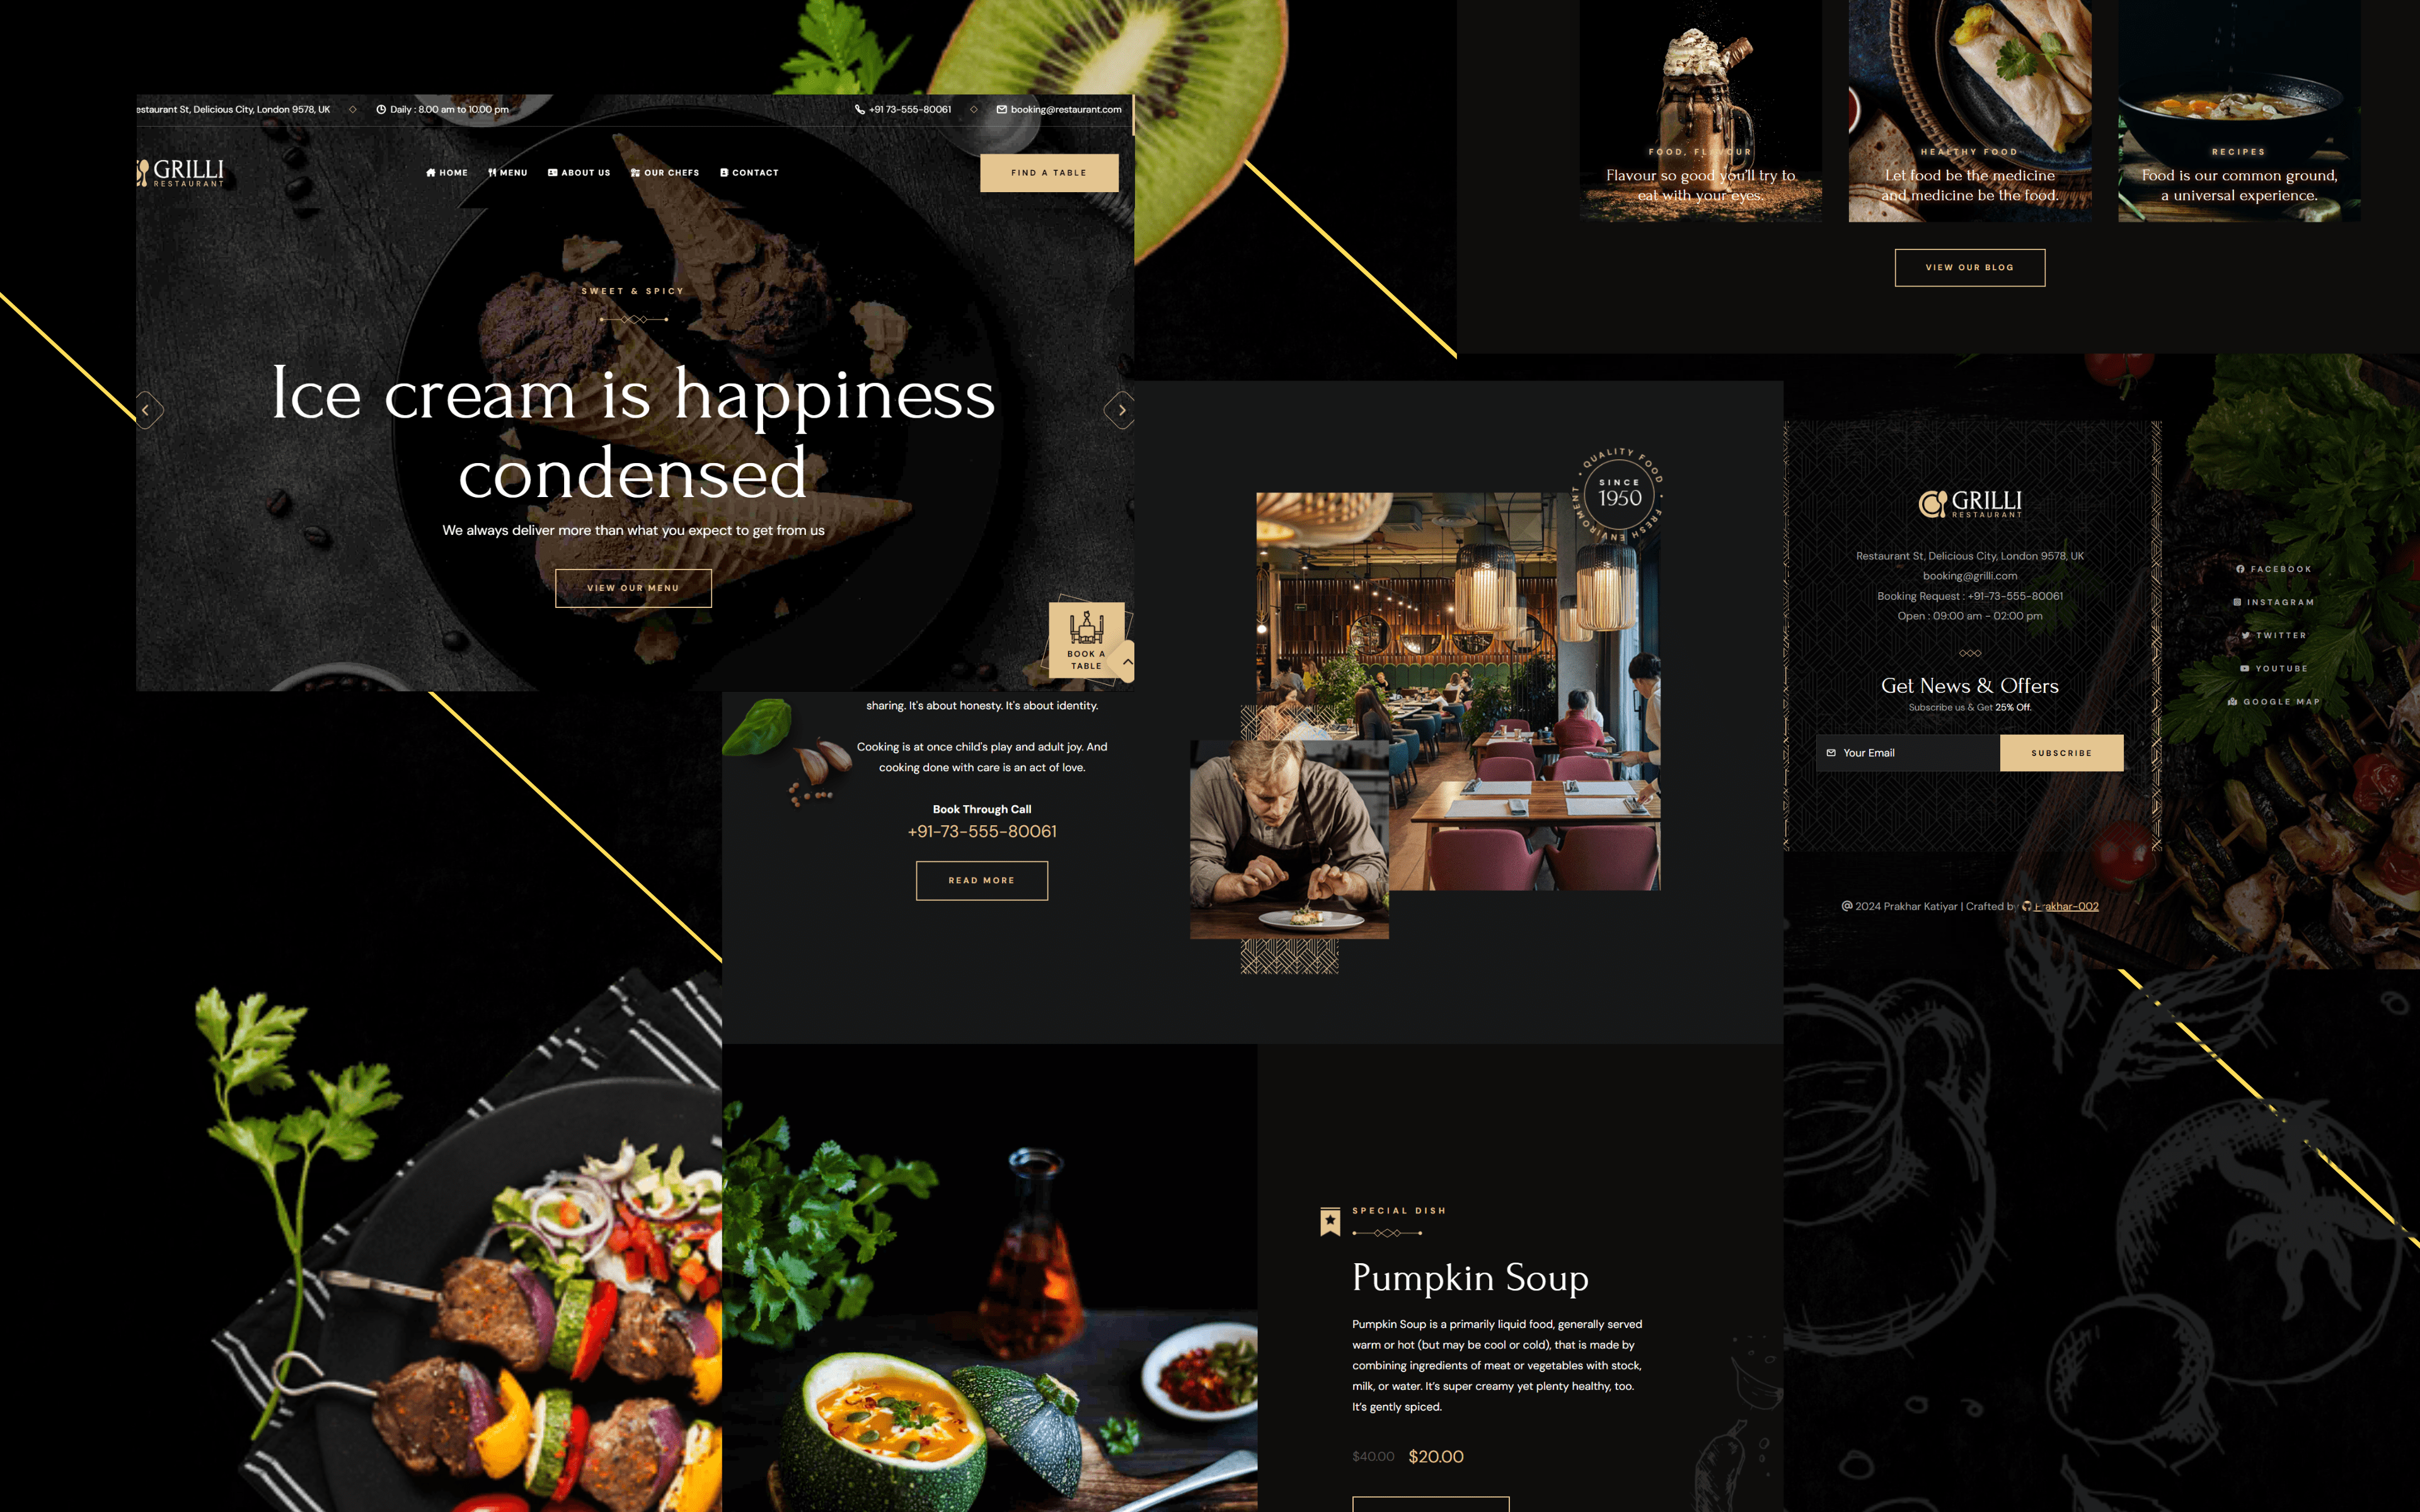 estaurant St, Delicious City, London 9578, UK
Daily : 8.00 am to 10.00 pm
+91 73-555-80061
booking@restaurant.com
GRILLI
RESTAURANT
HOME
MENU
ABOUT US
OUR CHEFS
CONTACT
FIND A TABLE
SWEET & SPICY
Ice cream is happiness
condensed
We always deliver more than what you expect to get from us
VIEW OUR MENU
BOOK A
TABLE
FOOD, FLAVOUR
Flavour so good you'll try to
eat with your eyes.
HEALTHY FOOD
Let food be the medicine
and medicine be the food.
RECIPES
Food is our common ground,
a universal experience.
VIEW OUR BLOG
sharing. It's about honesty. It's about identity.
Cooking is at once child's play and adult joy. And
cooking done with care is an act of love.
Book Through Call
+91-73-555-80061
READ MORE
• QUALITY FOOD • FRESH ENVIROMENT
SINCE
1950
GRILLI
RESTAURANT
Restaurant St, Delicious City, London 9578, UK
booking@grilli.com
Booking Request : +91-73-555-80061
Open : 09:00 am - 02:00 pm
Get News & Offers
Subscribe us & Get 25% Off.
Your Email
SUBSCRIBE
FACEBOOK
INSTAGRAM
TWITTER
YOUTUBE
GOOGLE MAP
@ 2024 Prakhar Katiyar | Crafted by Prakhar-002
SPECIAL DISH
Pumpkin Soup
Pumpkin Soup is a primarily liquid food, generally served
warm or hot (but may be cool or cold), that is made by
combining ingredients of meat or vegetables with stock,
milk, or water. It's super creamy yet plenty healthy, too.
It's gently spiced.
$40.00 $20.00